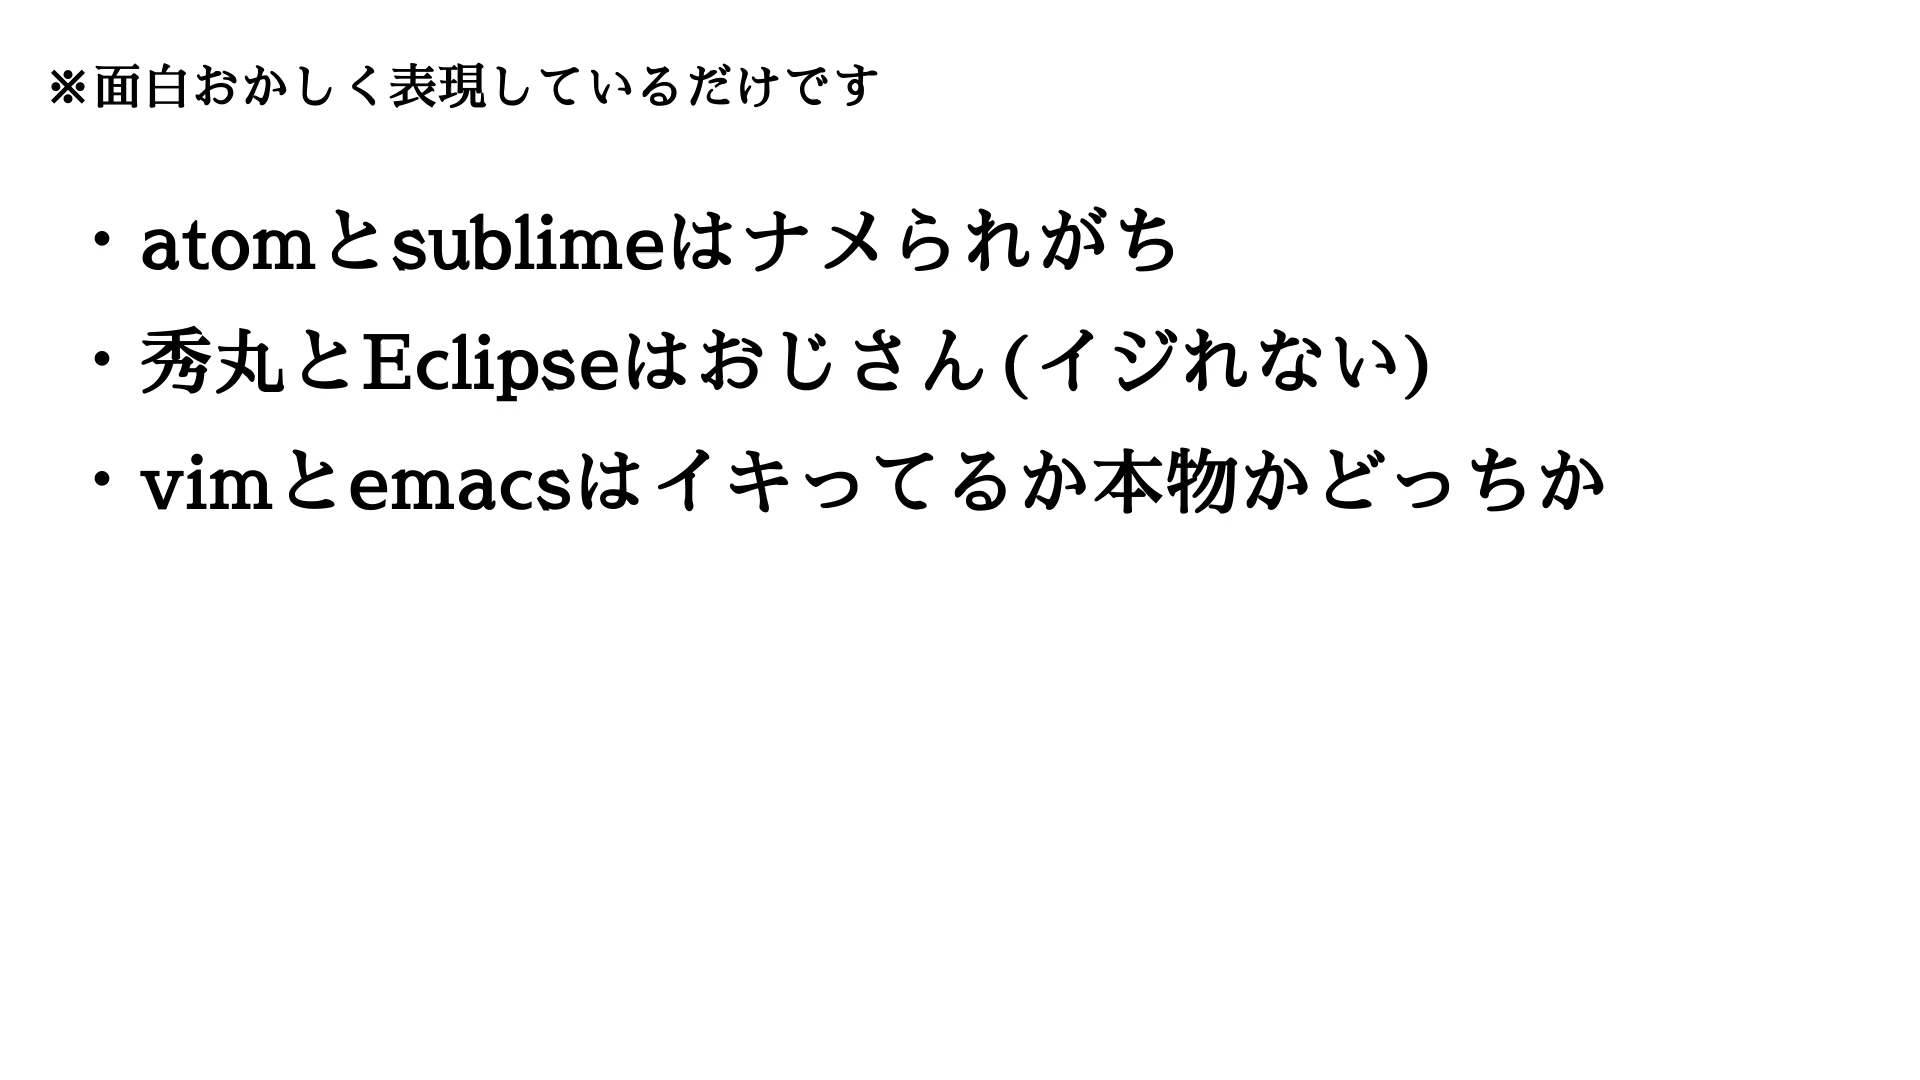 ※面白おかしく表現しているだけです
・atomとsublimeはナメられがち
・秀丸とEclipseはおじさん(イジれない)
・vimとemacsはイキってるか本物かどっちか